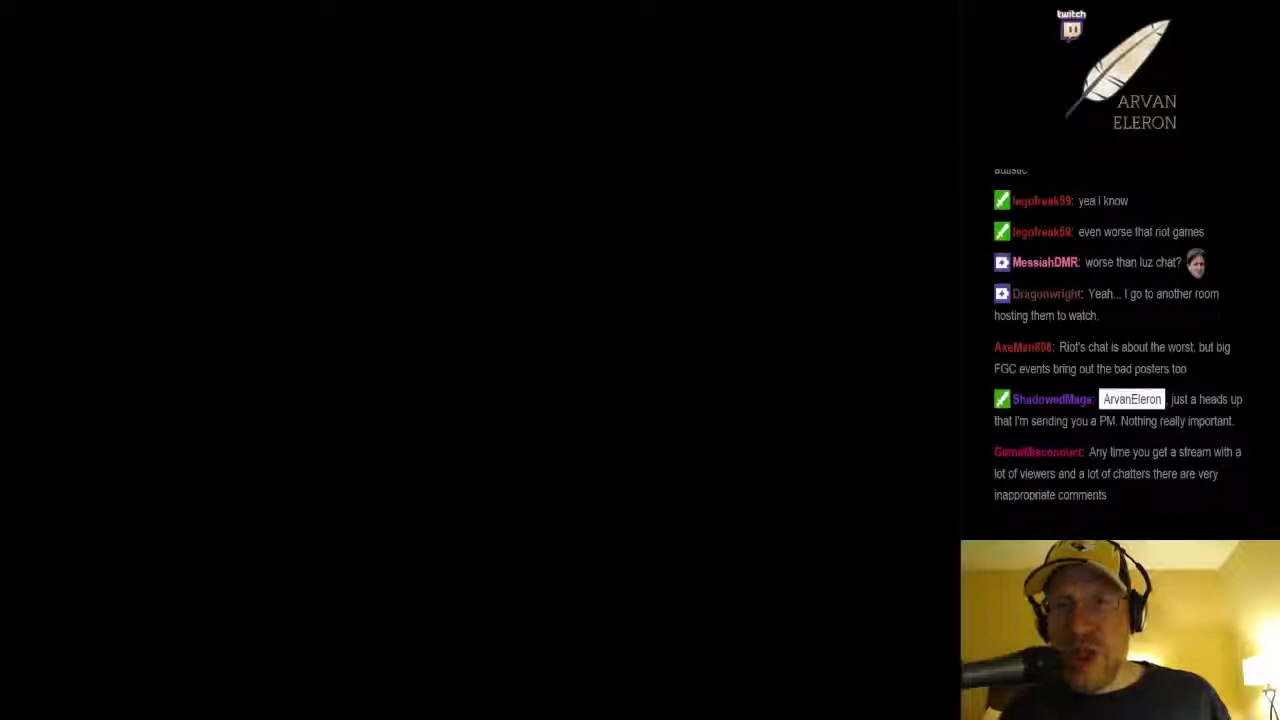 twitch
ARVAN
ELERON
autistic
legofreak59: yea i know
legofreak59: even worse that riot games
MessiahDMR: worse than luz chat?
Dragonwright: Yeah... I go to another room
hosting them to watch.
AxeMan808: Riot's chat is about the worst, but big
FGC events bring out the bad posters too
ShadowedMage: ArvanEleron, just a heads up
that I'm sending you a PM. Nothing really important.
GameMisconduct: Any time you get a stream with a
lot of viewers and a lot of chatters there are very
inappropriate comments